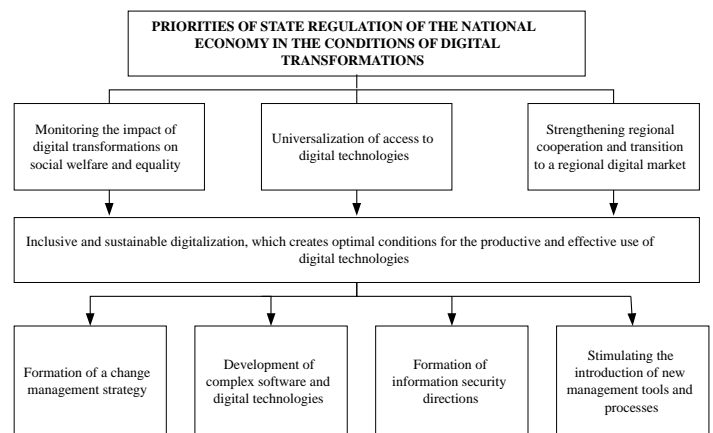 PRIORITIES OF STATE REGULATION OF THE NATIONAL
ECONOMY IN THE CONDITIONS OF DIGITAL
TRANSFORMATIONS
Monitoring the impact of
digital transformations on
social welfare and equality
Universalization of access to
digital technologies
Strengthening regional
cooperation and transition
to a regional digital market
Inclusive and sustainable digitalization, which creates optimal conditions for the productive and effective use of
digital technologies
Formation of a change
management strategy
Development of
complex software and
digital technologies
Formation of
information security
directions
Stimulating the
introduction of new
management tools and
processes